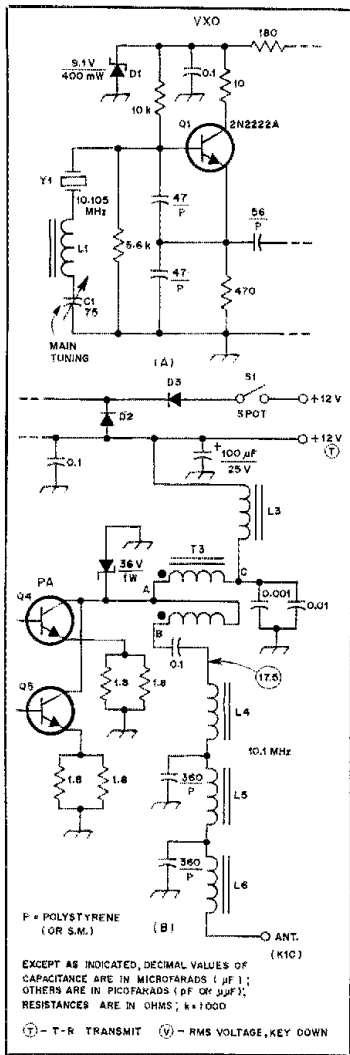 VXO
9.1V
400 mW
D1
0.1
180
10
10 k
Q1
2N2222A
Y1
10.105
MHz
L1
C1
75
MAIN
TUNING
5.6k
47
P
47
P
56
P
470
(A)
D3
S1
SPOT
+12V
D2
+12V
T
0.1
+
100 µF
25 V
L3
36 V
1W
T3
A
C
0.001
0.01
Q4
PA
B
0.1
17.5
1.8
1.8
L4
10.1 MHz
Q5
1.8
1.8
360
P
L5
360
P
L6
P = POLYSTYRENE
(OR S.M.)
(B)
ANT.
(K1C)
EXCEPT AS INDICATED, DECIMAL VALUES OF
CAPACITANCE ARE IN MICROFARADS (µF);
OTHERS ARE IN PICOFARADS (pF OR µµF);
RESISTANCES ARE IN OHMS; k=1000
T - T-R TRANSMIT V - RMS VOLTAGE, KEY DOWN